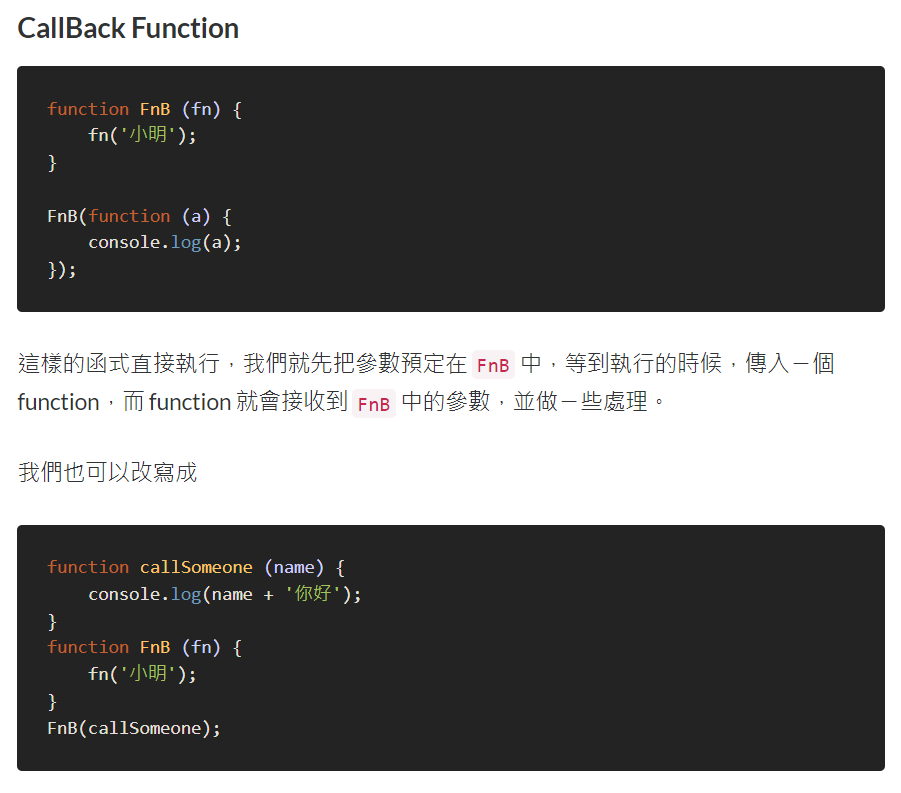 CallBack Function
function FnB (fn) {
    fn('小明');
}
FnB(function (a) {
    console.log(a);
});
這樣的函式直接執行，我們就先把參數預定在 FnB 中，等到執行的時候，傳入一個
function，而 function 就會接收到 FnB 中的參數，並做一些處理。
我們也可以改寫成
function callSomeone (name) {
    console.log(name + '你好');
}
function FnB (fn) {
    fn('小明');
}
FnB(callSomeone);